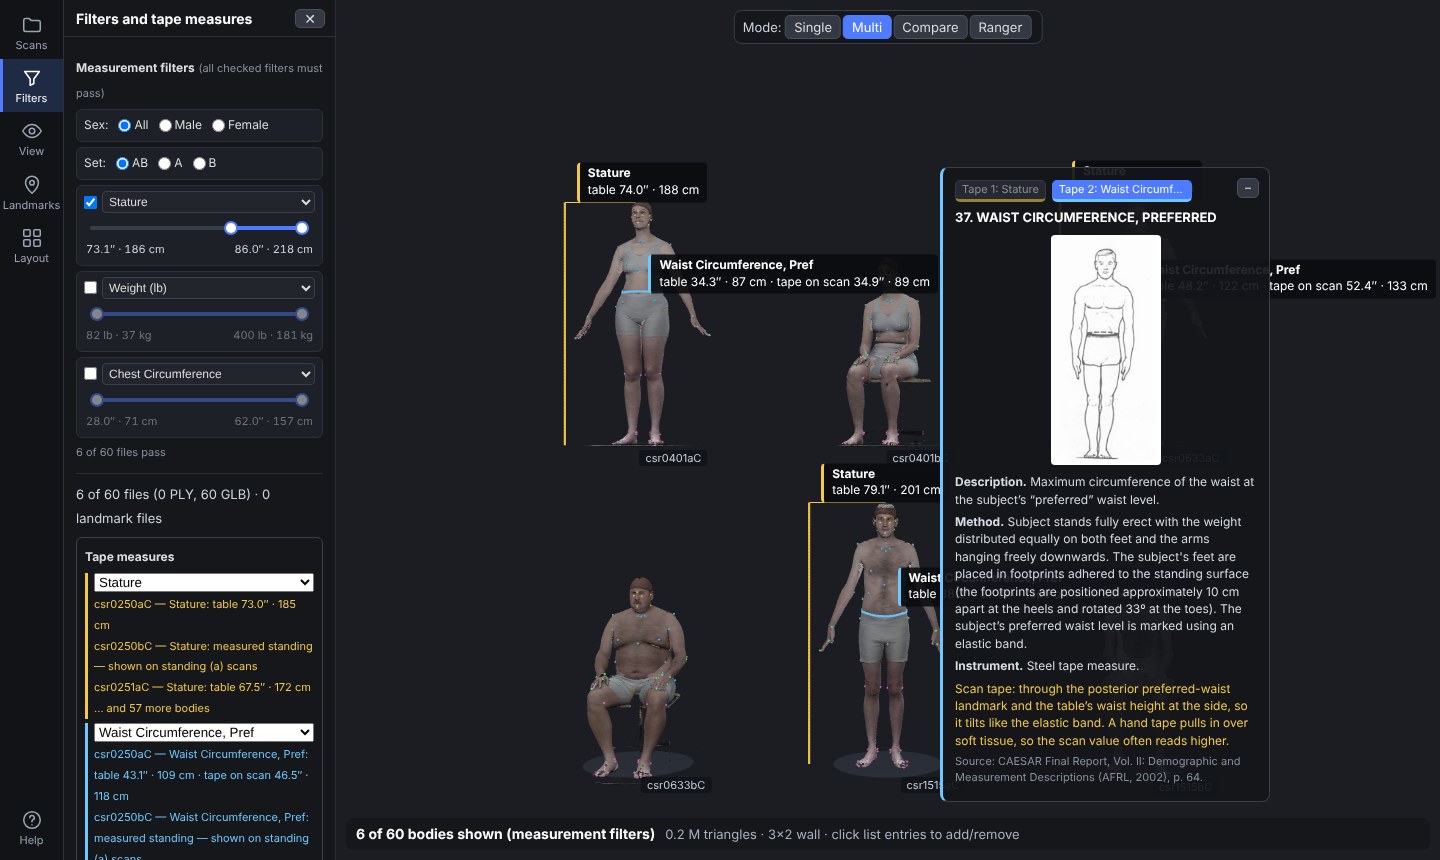 Scans
Filters
View
Landmarks
Layout
Help
Filters and tape measures
✕
Measurement filters (all checked filters must
pass)
Sex: All Male Female
Set: AB A B
Stature
73.1″ · 186 cm 86.0″ · 218 cm
Weight (lb)
82 lb · 37 kg 400 lb · 181 kg
Chest Circumference
28.0″ · 71 cm 62.0″ · 157 cm
6 of 60 files pass
6 of 60 files (0 PLY, 60 GLB) · 0
landmark files
Tape measures
Stature
csr0250aC — Stature: table 73.0″ · 185
cm
csr0250bC — Stature: measured standing
— shown on standing (a) scans
csr0251aC — Stature: table 67.5″ · 172 cm
… and 57 more bodies
Waist Circumference, Pref
csr0250aC — Waist Circumference, Pref:
table 43.1″ · 109 cm · tape on scan 46.5″ ·
118 cm
csr0250bC — Waist Circumference, Pref:
measured standing — shown on standing
(a) scans
Mode: Single Multi Compare Ranger
Stature
table 74.0″ · 188 cm
Waist Circumference, Pref
table 34.3″ · 87 cm · tape on scan 34.9″ · 89 cm
csr0401aC
csr0401b
Stature
table 79.1″ · 201 cm
Waist
table
csr0633bC
csr1515
Stature
Waist Circumference, Pref
table 48.2″ · 122 cm · tape on scan 52.4″ · 133 cm
csr0633aC
csr1515bC
Tape 1: Stature Tape 2: Waist Circumf… –
37. WAIST CIRCUMFERENCE, PREFERRED
Description. Maximum circumference of the waist at
the subject’s “preferred” waist level.
Method. Subject stands fully erect with the weight
distributed equally on both feet and the arms
hanging freely downwards. The subject's feet are
placed in footprints adhered to the standing surface
(the footprints are positioned approximately 10 cm
apart at the heels and rotated 33º at the toes). The
subject’s preferred waist level is marked using an
elastic band.
Instrument. Steel tape measure.
Scan tape: through the posterior preferred-waist
landmark and the table’s waist height at the side, so
it tilts like the elastic band. A hand tape pulls in over
soft tissue, so the scan value often reads higher.
Source: CAESAR Final Report, Vol. II: Demographic and
Measurement Descriptions (AFRL, 2002), p. 64.
6 of 60 bodies shown (measurement filters) 0.2 M triangles · 3×2 wall · click list entries to add/remove